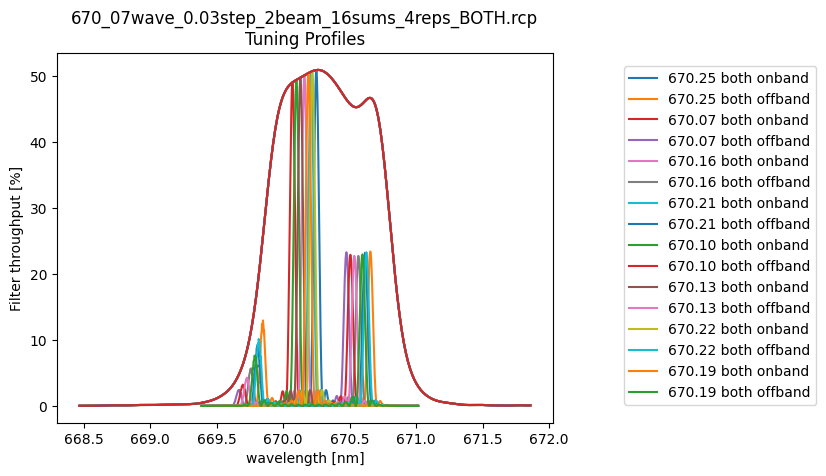 670_07wave_0.03step_2beam_16sums_4reps_BOTH.rcp
Tuning Profiles
Filter throughput [%]
50
40
30
20
10
0
668.5 669.0 669.5 670.0 670.5 671.0 671.5 672.0
wavelength [nm]
670.25 both onband
670.25 both offband
670.07 both onband
670.07 both offband
670.16 both onband
670.16 both offband
670.21 both onband
670.21 both offband
670.10 both onband
670.10 both offband
670.13 both onband
670.13 both offband
670.22 both onband
670.22 both offband
670.19 both onband
670.19 both offband